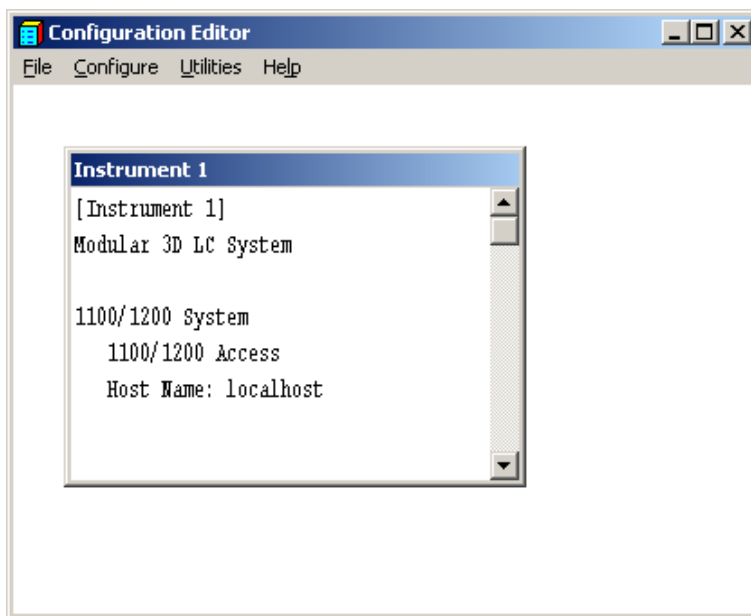 Configuration Editor
File Configure Utilities Help
Instrument 1
[Instrument 1]
Modular 3D LC System
1100/1200 System
1100/1200 Access
Host Name: localhost